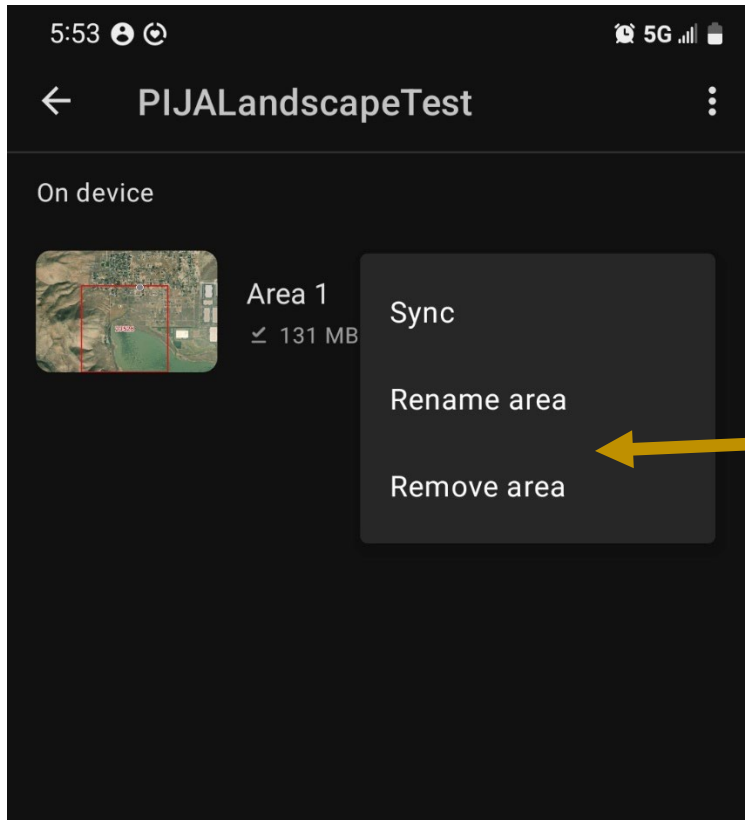 5:53 5G
PIJALandscapeTest
On device
Area 1
131 MB
Sync
Rename area
Remove area